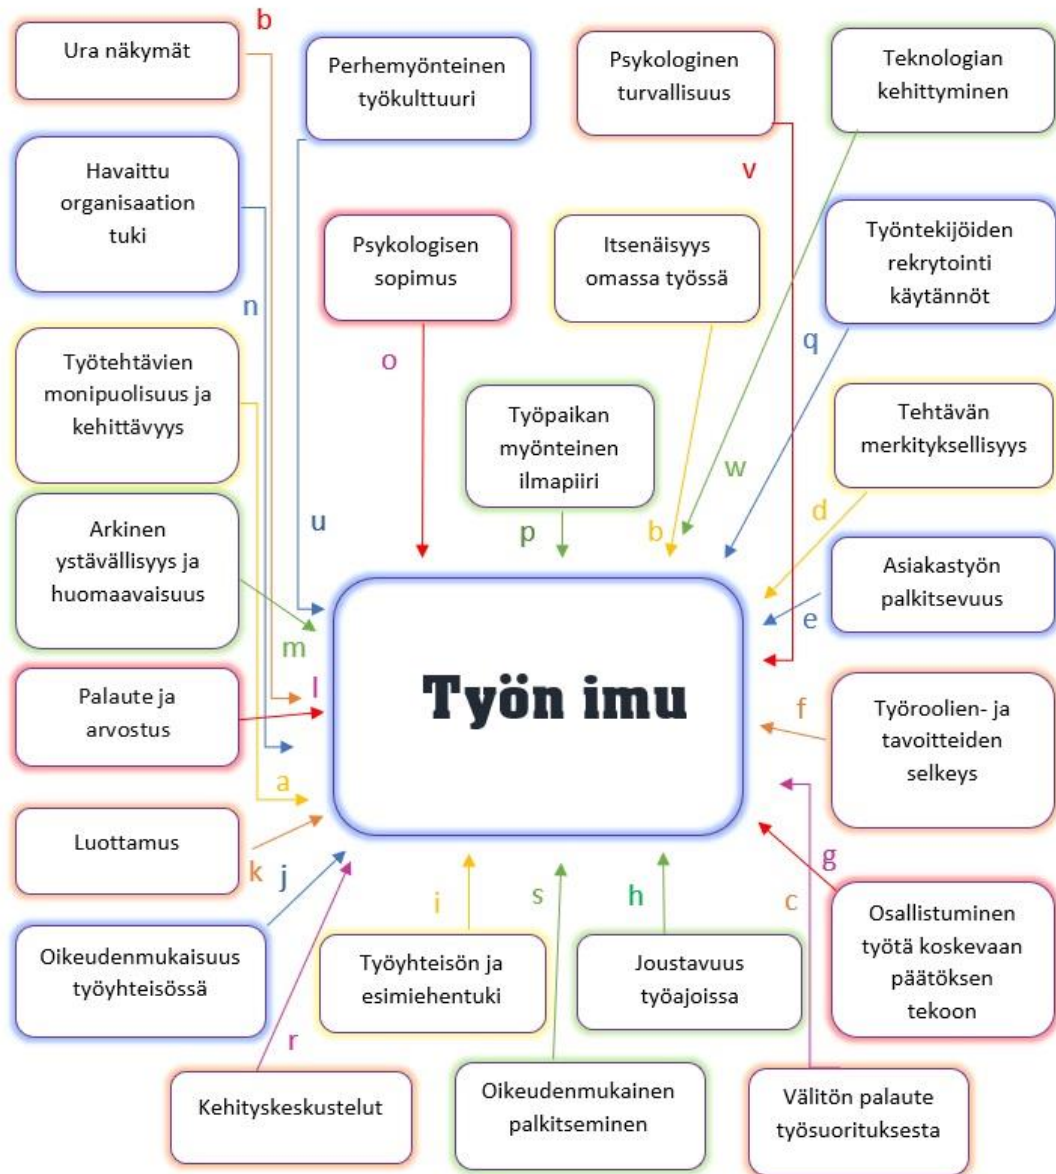 b
Ura näkymät
Perhemyönteinen
työkulttuuri
Psykologinen
turvallisuus
Teknologian
kehittyminen
v
Havaittu
organisaation
tuki
Psykologisen
sopimus
Itsenäisyys
omassa työssä
Työntekijöiden
rekrytointi
käytännöt
n
o
q
Työtehtävien
monipuolisuus ja
kehittävyys
Työpaikan
myönteinen
ilmapiiri
w
Tehtävän
merkityksellisyys
d
u
p
b
Arkinen
ystävällisyys ja
huomaavaisuus
m
Asiakastyön
palkitsevuus
e
Palaute ja
arvostus
l
Työn imu
f
Työroolien- ja
tavoitteiden
selkeys
a
Luottamus
k
j
i
s
h
c
g
Oikeudenmukaisuus
työyhteisössä
Työyhteisön ja
esimiehentuki
Joustavuus
työajoissa
Osallistuminen
työtä koskevaan
päätöksen
tekoon
r
Kehityskeskustelut
Oikeudenmukainen
palkitseminen
Välitön palaute
työsuorituksesta